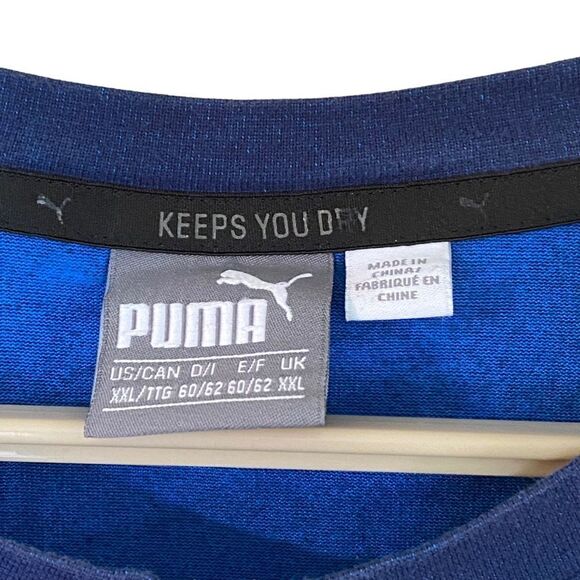 KEEPS YOU DRY
PUMA
US/CAN D/I E/F UK
XXL/TTG 60/62 60/62 XXL
MADE IN
CHINA/
FABRIQUÉ EN
CHINE